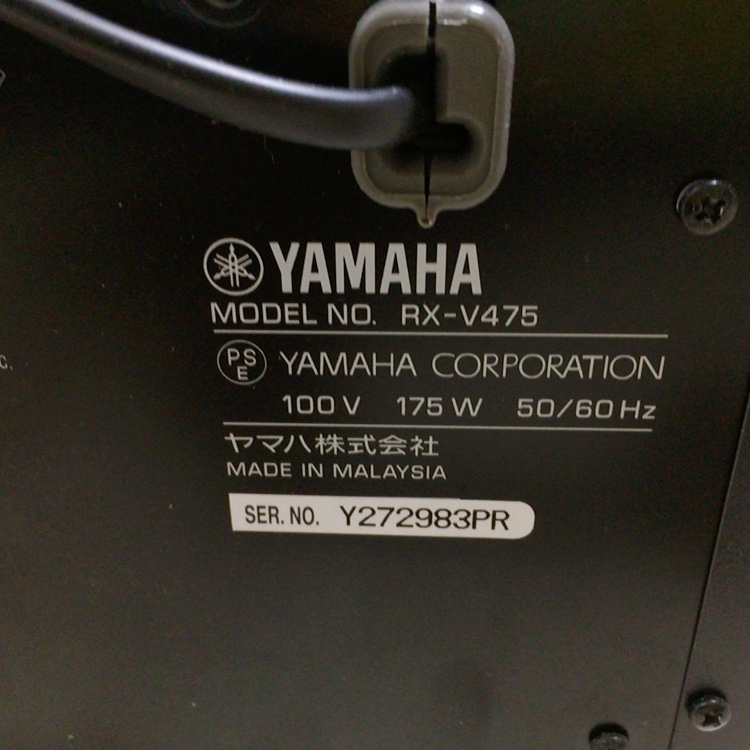 YAMAHA
MODEL NO. RX-V475
PSE YAMAHA CORPORATION
100 V 175 W 50/60 Hz
ヤマハ株式会社
MADE IN MALAYSIA
SER. NO. Y272983PR
C.